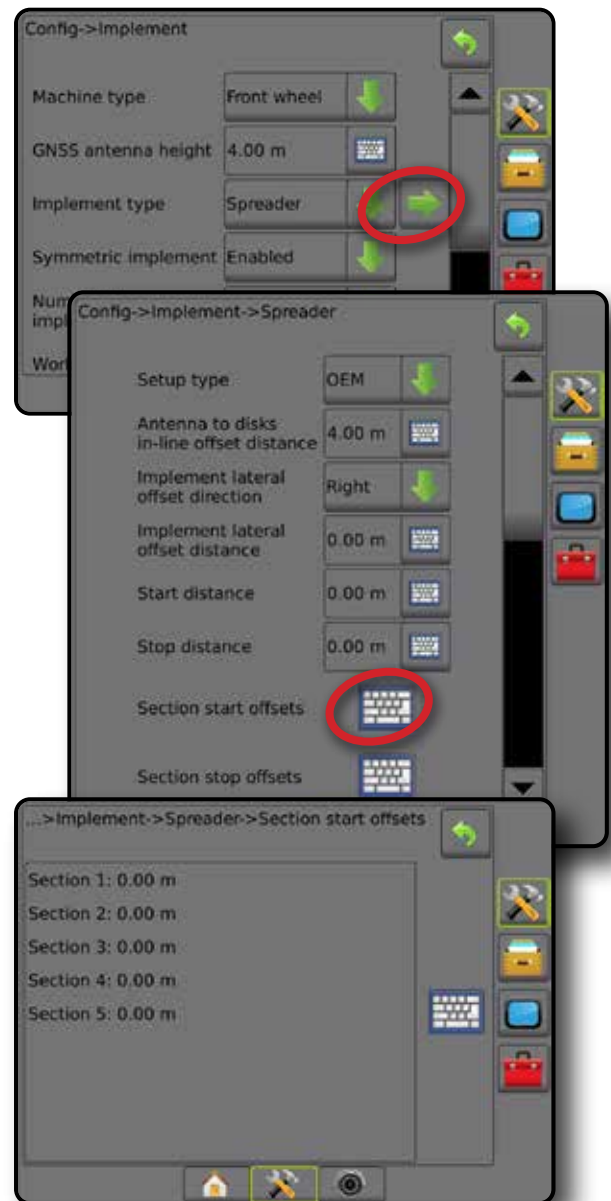 Config->Implement
Machine type Front wheel
GNSS antenna height 4.00 m
Implement type Spreader
Symmetric implement Enabled
Config->Implement->Spreader
Setup type OEM
Antenna to disks
in-line offset distance 4.00 m
Implement lateral
offset direction Right
Implement lateral
offset distance 0.00 m
Start distance 0.00 m
Stop distance 0.00 m
Section start offsets
Section stop offsets
...>Implement->Spreader->Section start offsets
Section 1: 0.00 m
Section 2: 0.00 m
Section 3: 0.00 m
Section 4: 0.00 m
Section 5: 0.00 m